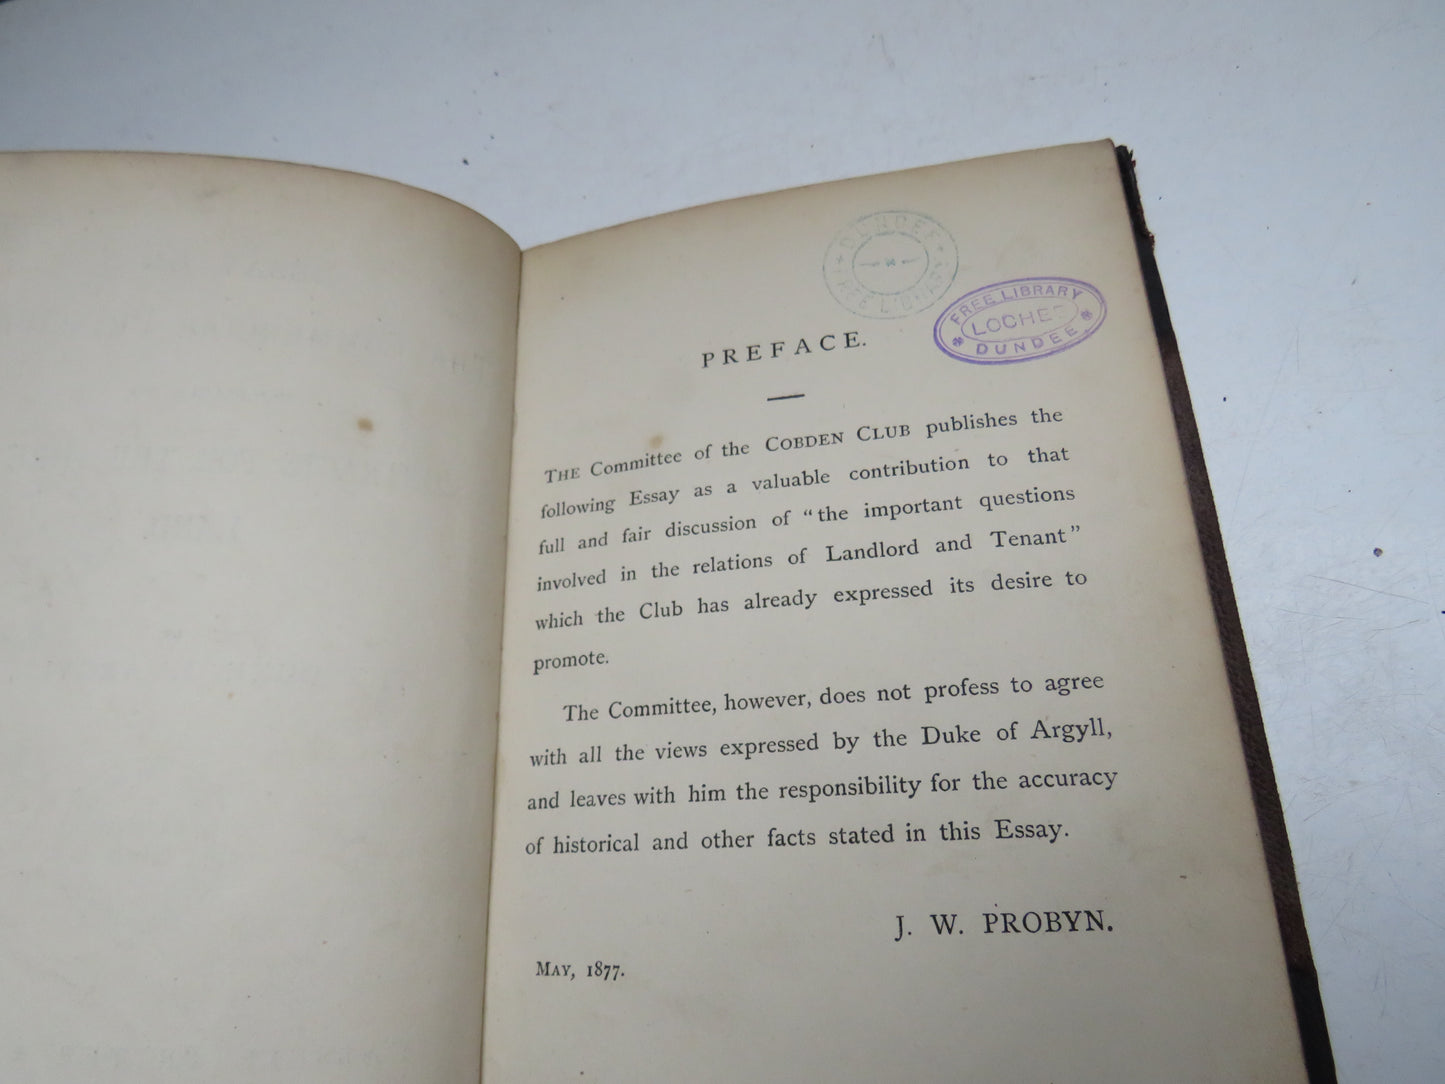 DUNDEE
FREE LIBRARY
FREE LIBRARY
LOCHEE
DUNDEE
PREFACE.
THE Committee of the COBDEN CLUB publishes the
following Essay as a valuable contribution to that
full and fair discussion of "the important questions
involved in the relations of Landlord and Tenant"
which the Club has already expressed its desire to
promote.
The Committee, however, does not profess to agree
with all the views expressed by the Duke of Argyll,
and leaves with him the responsibility for the accuracy
of historical and other facts stated in this Essay.
J. W. PROBYN.
MAY, 1877.